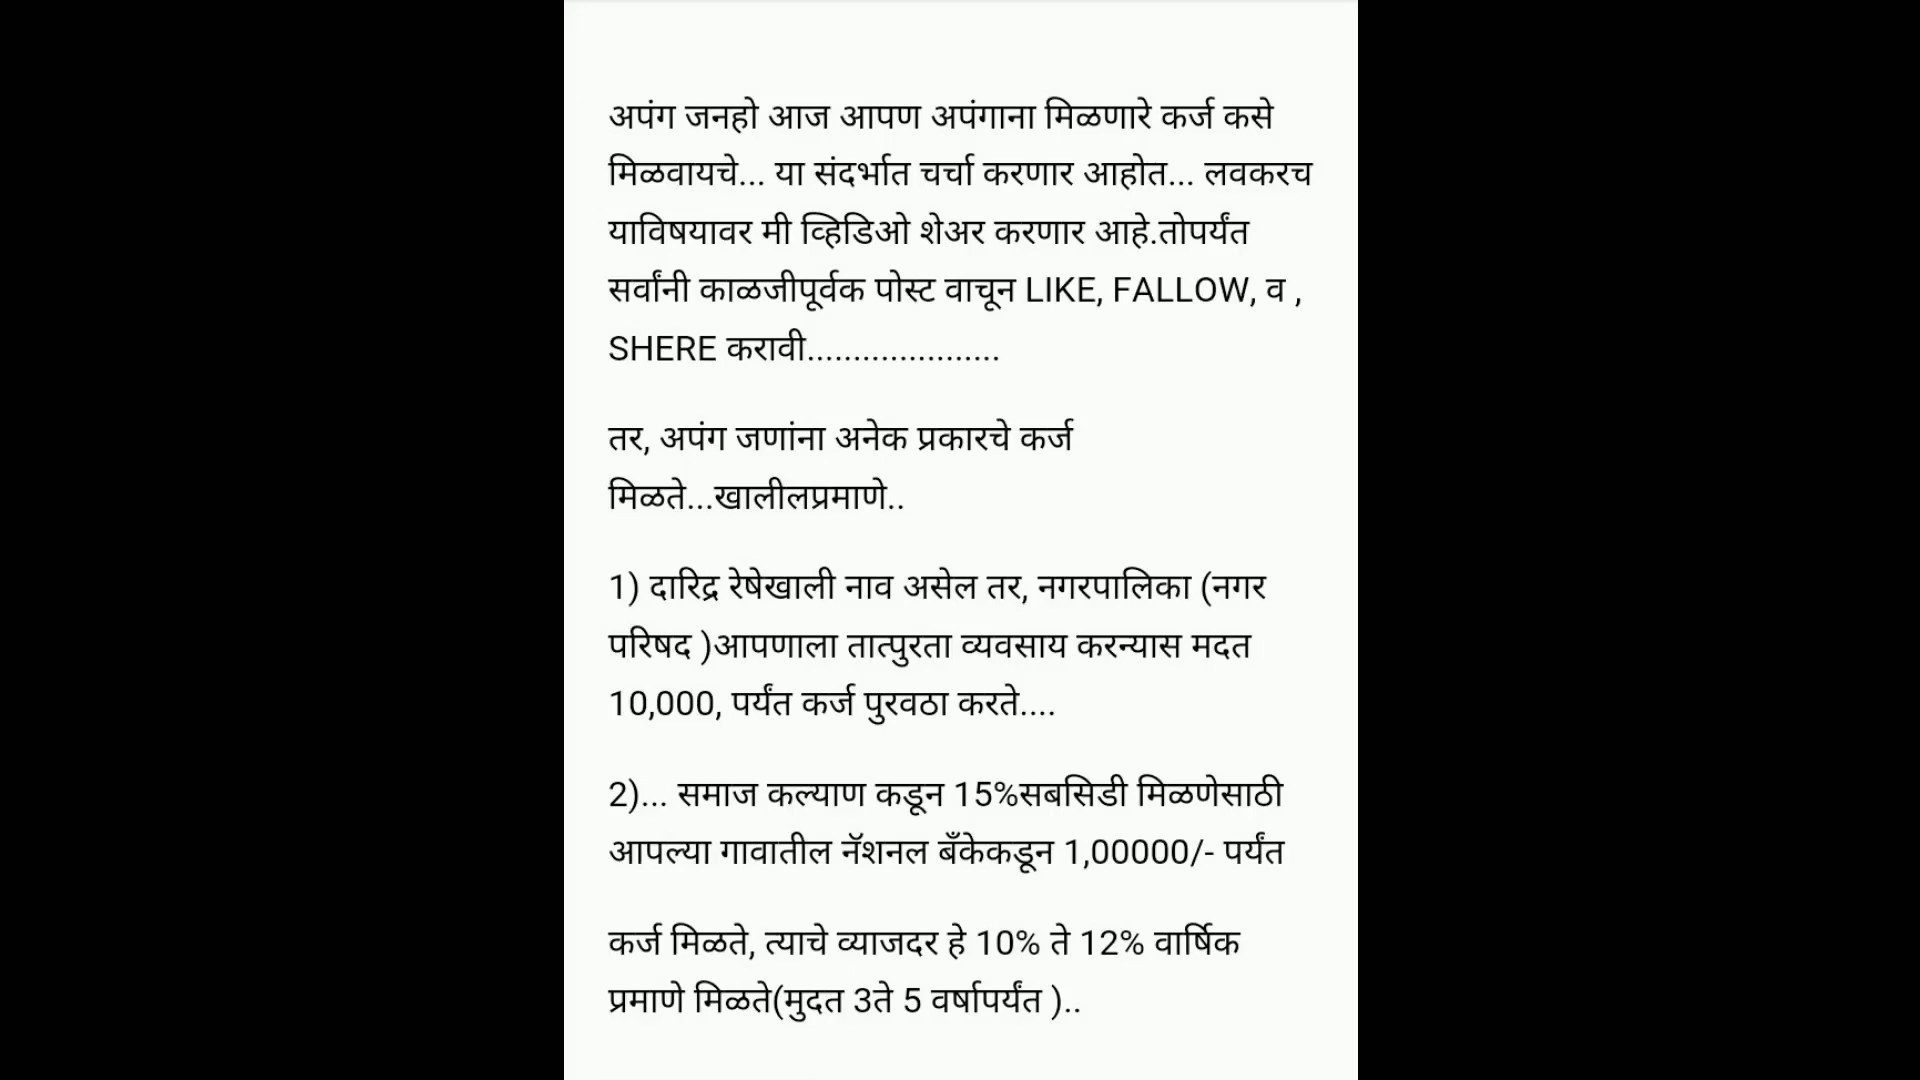 अपंग जनहो आज आपण अपंगाना मिळणारे कर्ज कसे
मिळवायचे... या संदर्भात चर्चा करणार आहोत... लवकरच
याविषयावर मी व्हिडिओ शेअर करणार आहे.तोपर्यंत
सर्वांनी काळजीपूर्वक पोस्ट वाचून LIKE, FALLOW, व ,
SHERE करावी.....................
तर, अपंग जणांना अनेक प्रकारचे कर्ज
मिळते...खालीलप्रमाणे..
1) दारिद्र रेषेखाली नाव असेल तर, नगरपालिका (नगर
परिषद )आपणाला तात्पुरता व्यवसाय करन्यास मदत
10,000, पर्यंत कर्ज पुरवठा करते....
2)... समाज कल्याण कडून 15%सबसिडी मिळणेसाठी
आपल्या गावातील नॅशनल बँकेकडून 1,00000/- पर्यंत
कर्ज मिळते, त्याचे व्याजदर हे 10% ते 12% वार्षिक
प्रमाणे मिळते(मुदत 3ते 5 वर्षापर्यंत )..